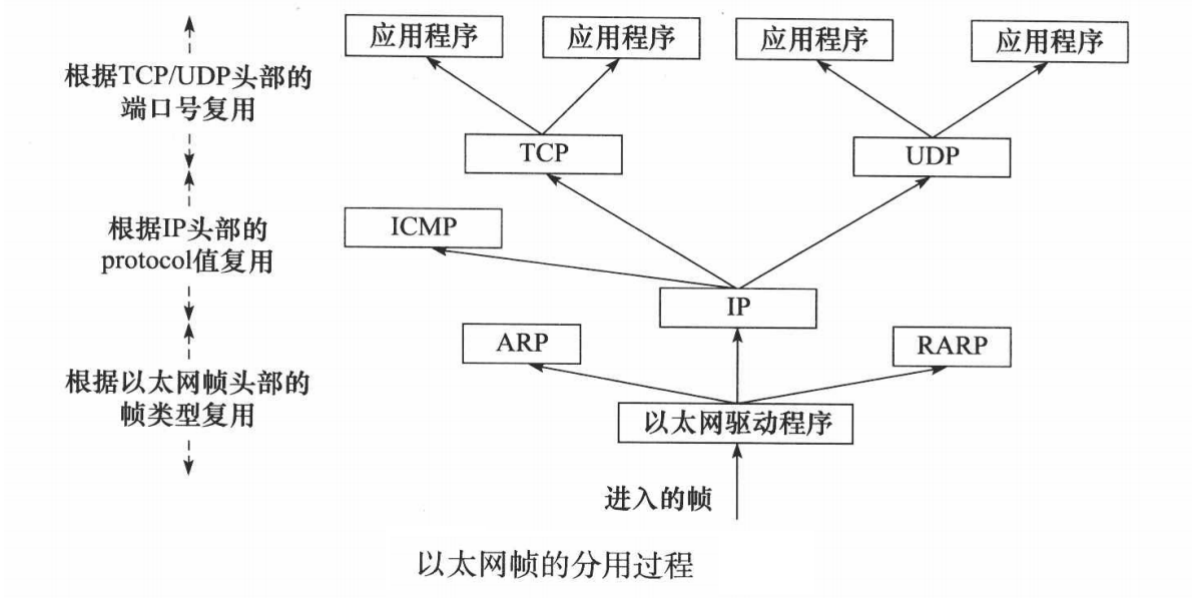 应用程序
应用程序
应用程序
应用程序
根据TCP/UDP头部的
端口号复用
TCP
UDP
ICMP
根据IP头部的
protocol值复用
IP
ARP
RARP
根据以太网帧头部的
帧类型复用
以太网驱动程序
进入的帧
以太网帧的分用过程